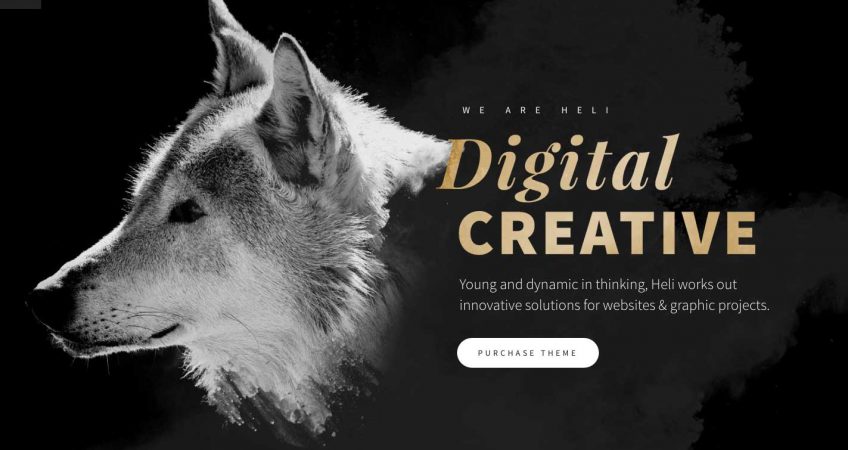 WE ARE HELI
Digital
CREATIVE
Young and dynamic in thinking, Heli works out
innovative solutions for websites & graphic projects.
PURCHASE THEME